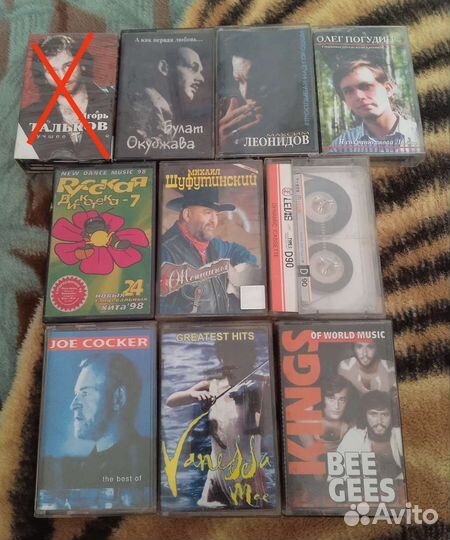 Игорь
ТАЛЬКОВ
А как первая любовь...
Булат
Окуджава
МАКСИМ
ЛЕОНИДОВ
ОЛЕГ ПОГУДИН
NEW DANCE MUSIC 98
Русская
Дискотека-7
24
НОВЫХ
хита'98
МИХАИЛ
Шуфутинский
D90
D90
JOE COCKER
the best of
GREATEST HITS
Vanessa
Mae
KINGS
OF WORLD MUSIC
BEE
GEES
Avito